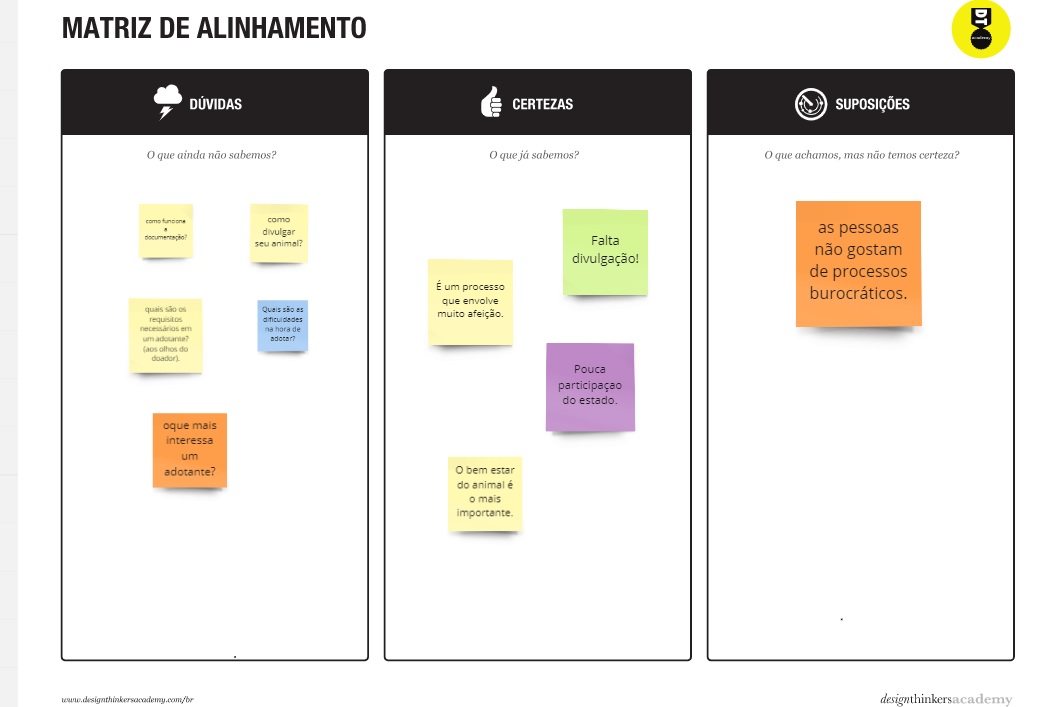 MATRIZ DE ALINHAMENTO
DT
academy
DÚVIDAS
O que ainda não sabemos?
como funciona
a
documentação?
como
divulgar
seu animal?
quais são os
requisitos
necessários em
um adotante?
(aos olhos do
doador).
Quais são as
dificuldades
na hora de
adotar?
oque mais
interessa
um
adotante?
CERTEZAS
O que já sabemos?
Falta
divulgação!
É um processo
que envolve
muito afeição.
Pouca
participaçao
do estado.
O bem estar
do animal é
o mais
importante.
SUPOSIÇÕES
O que achamos, mas não temos certeza?
as pessoas
não gostam
de processos
burocráticos.
www.designthinkersacademy.com/br
designthinkersacademy